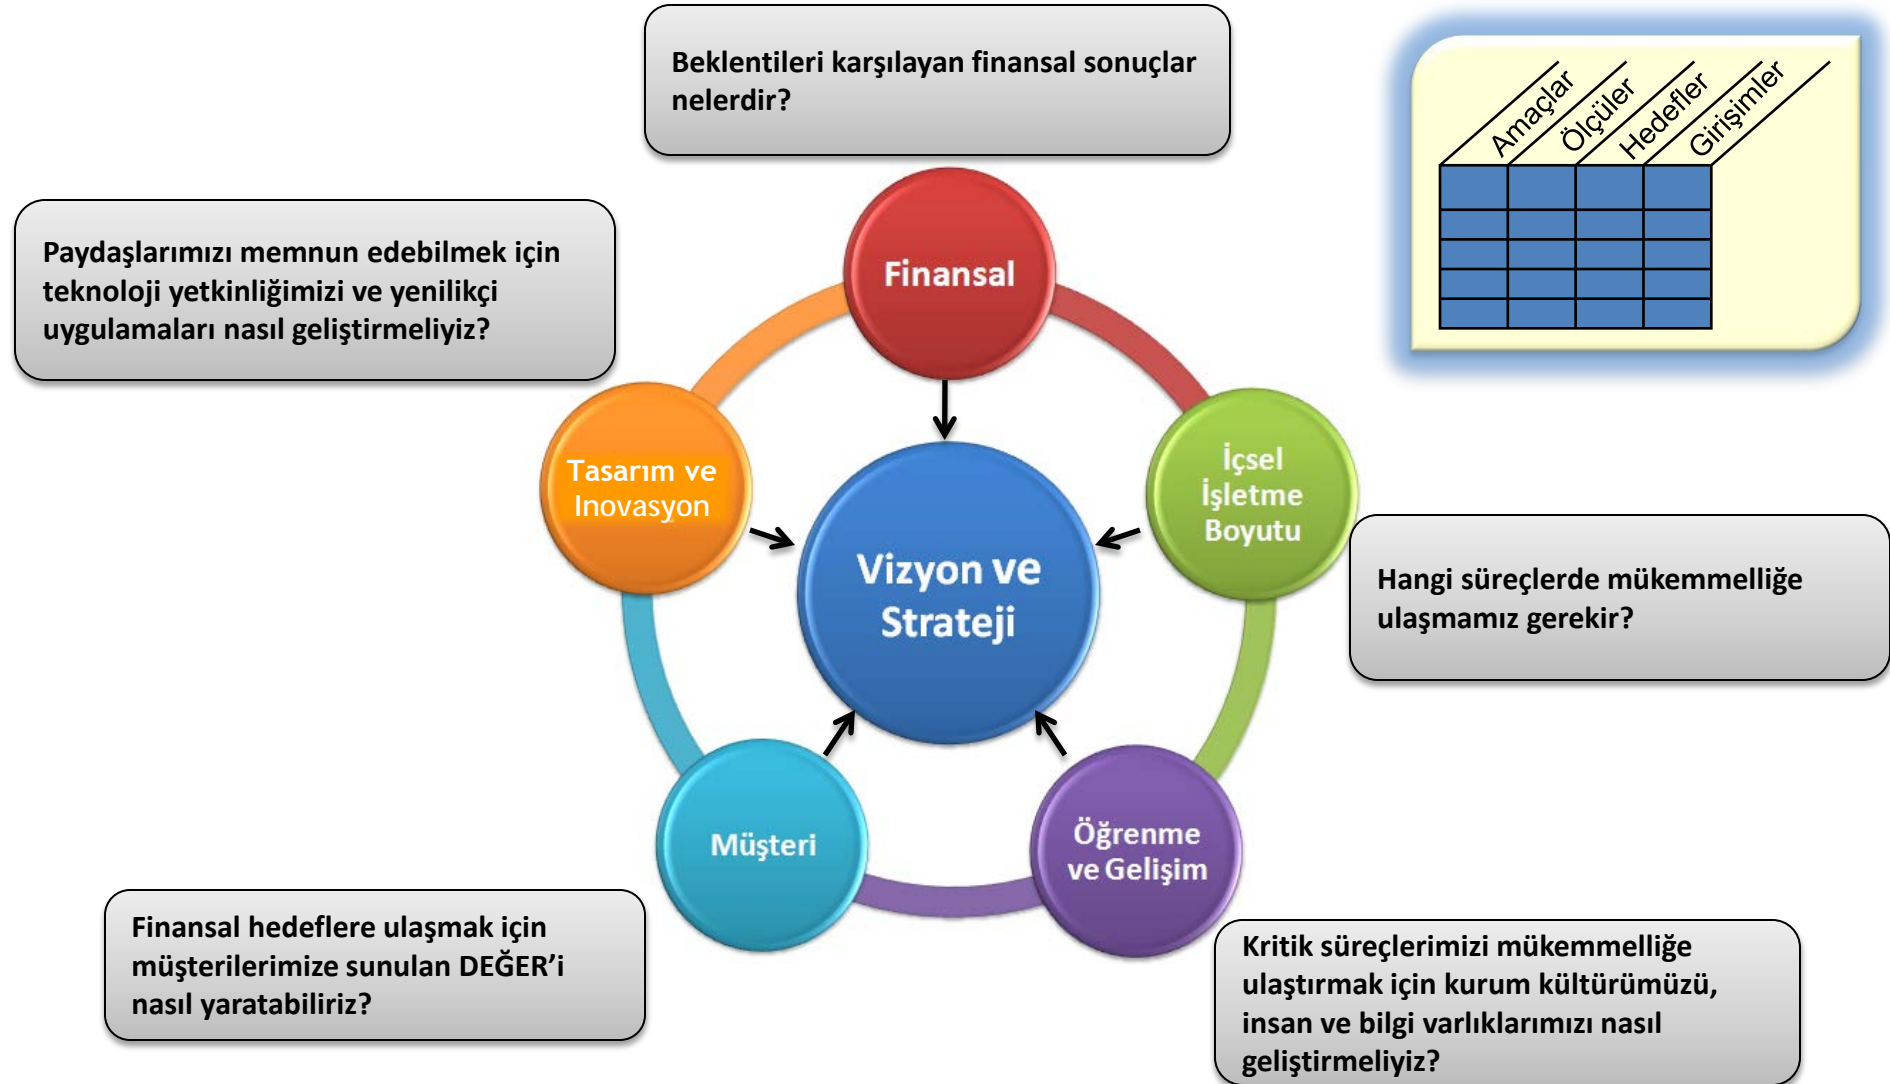 Beklentileri karşılayan finansal sonuçlar
nelerdir?
Amaçlar
Ölçüler
Hedefler
Girişimler
Paydaşlarımızı memnun edebilmek için
teknoloji yetkinliğimizi ve yenilikçi
uygulamaları nasıl geliştirmeliyiz?
Finansal
Tasarım ve
Inovasyon
İçsel
İşletme
Boyutu
Vizyon ve
Strateji
Hangi süreçlerde mükemmelliğe
ulaşmamız gerekir?
Müşteri
Öğrenme
ve Gelişim
Finansal hedeflere ulaşmak için
müşterilerimize sunulan DEĞER’i
nasıl yaratabiliriz?
Kritik süreçlerimizi mükemmelliğe
ulaştırmak için kurum kültürümüzü,
insan ve bilgi varlıklarımızı nasıl
geliştirmeliyiz?